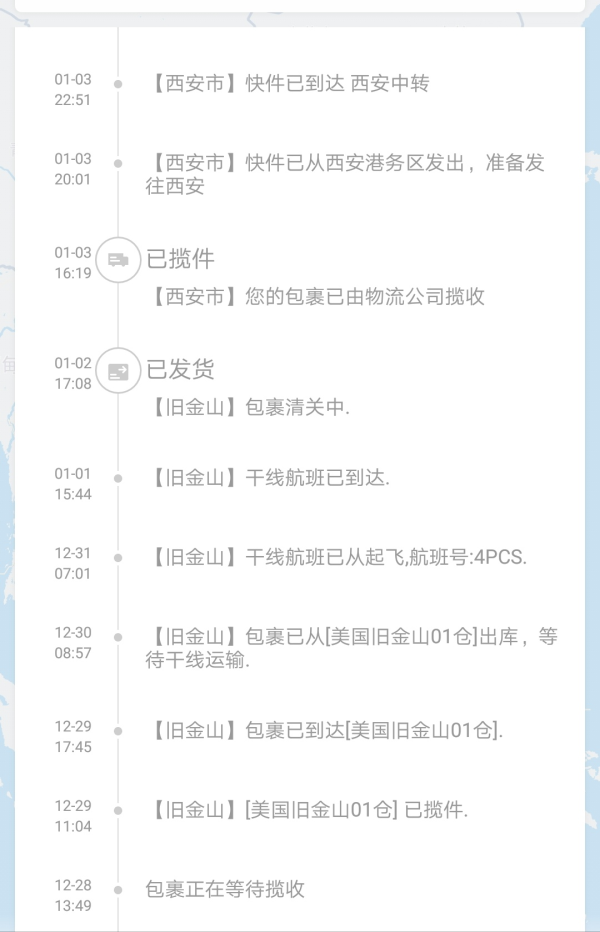 01-03
22:51
【西安市】快件已到达 西安中转
01-03
20:01
【西安市】快件已从西安港务区发出，准备发
往西安
01-03
16:19
已揽件
【西安市】您的包裹已由物流公司揽收
01-02
17:08
已发货
【旧金山】包裹清关中.
01-01
15:44
【旧金山】干线航班已到达.
12-31
07:01
【旧金山】干线航班已从起飞,航班号:4PCS.
12-30
08:57
【旧金山】包裹已从[美国旧金山01仓]出库，等
待干线运输.
12-29
17:45
【旧金山】包裹已到达[美国旧金山01仓].
12-29
11:04
【旧金山】[美国旧金山01仓] 已揽件.
12-28
13:49
包裹正在等待揽收